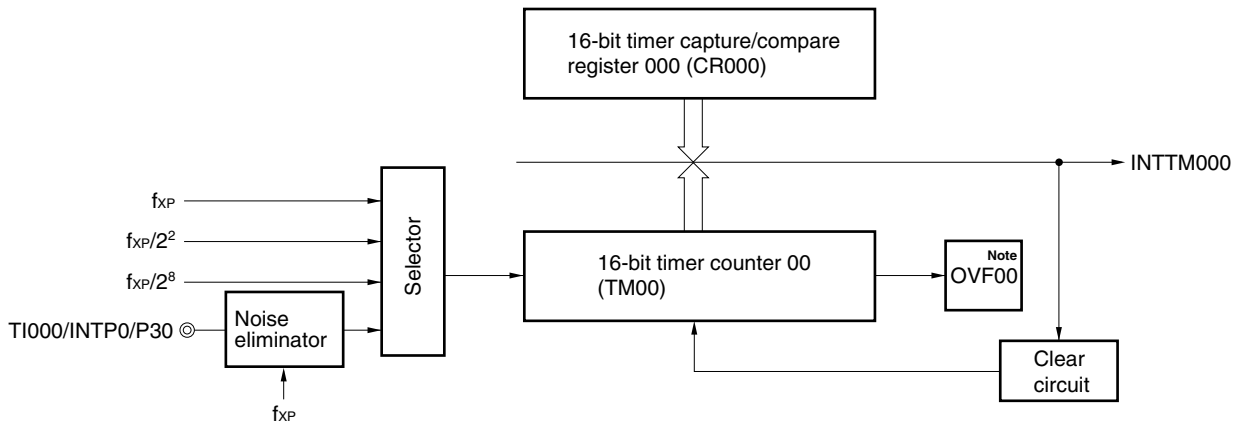 16-bit timer capture/compare
register 000 (CR000)
INTTM000
fXP
fXP/2²
fXP/2⁸
TI000/INTP0/P30
Noise
eliminator
fXP
Selector
16-bit timer counter 00
(TM00)
Note
OVF00
Clear
circuit